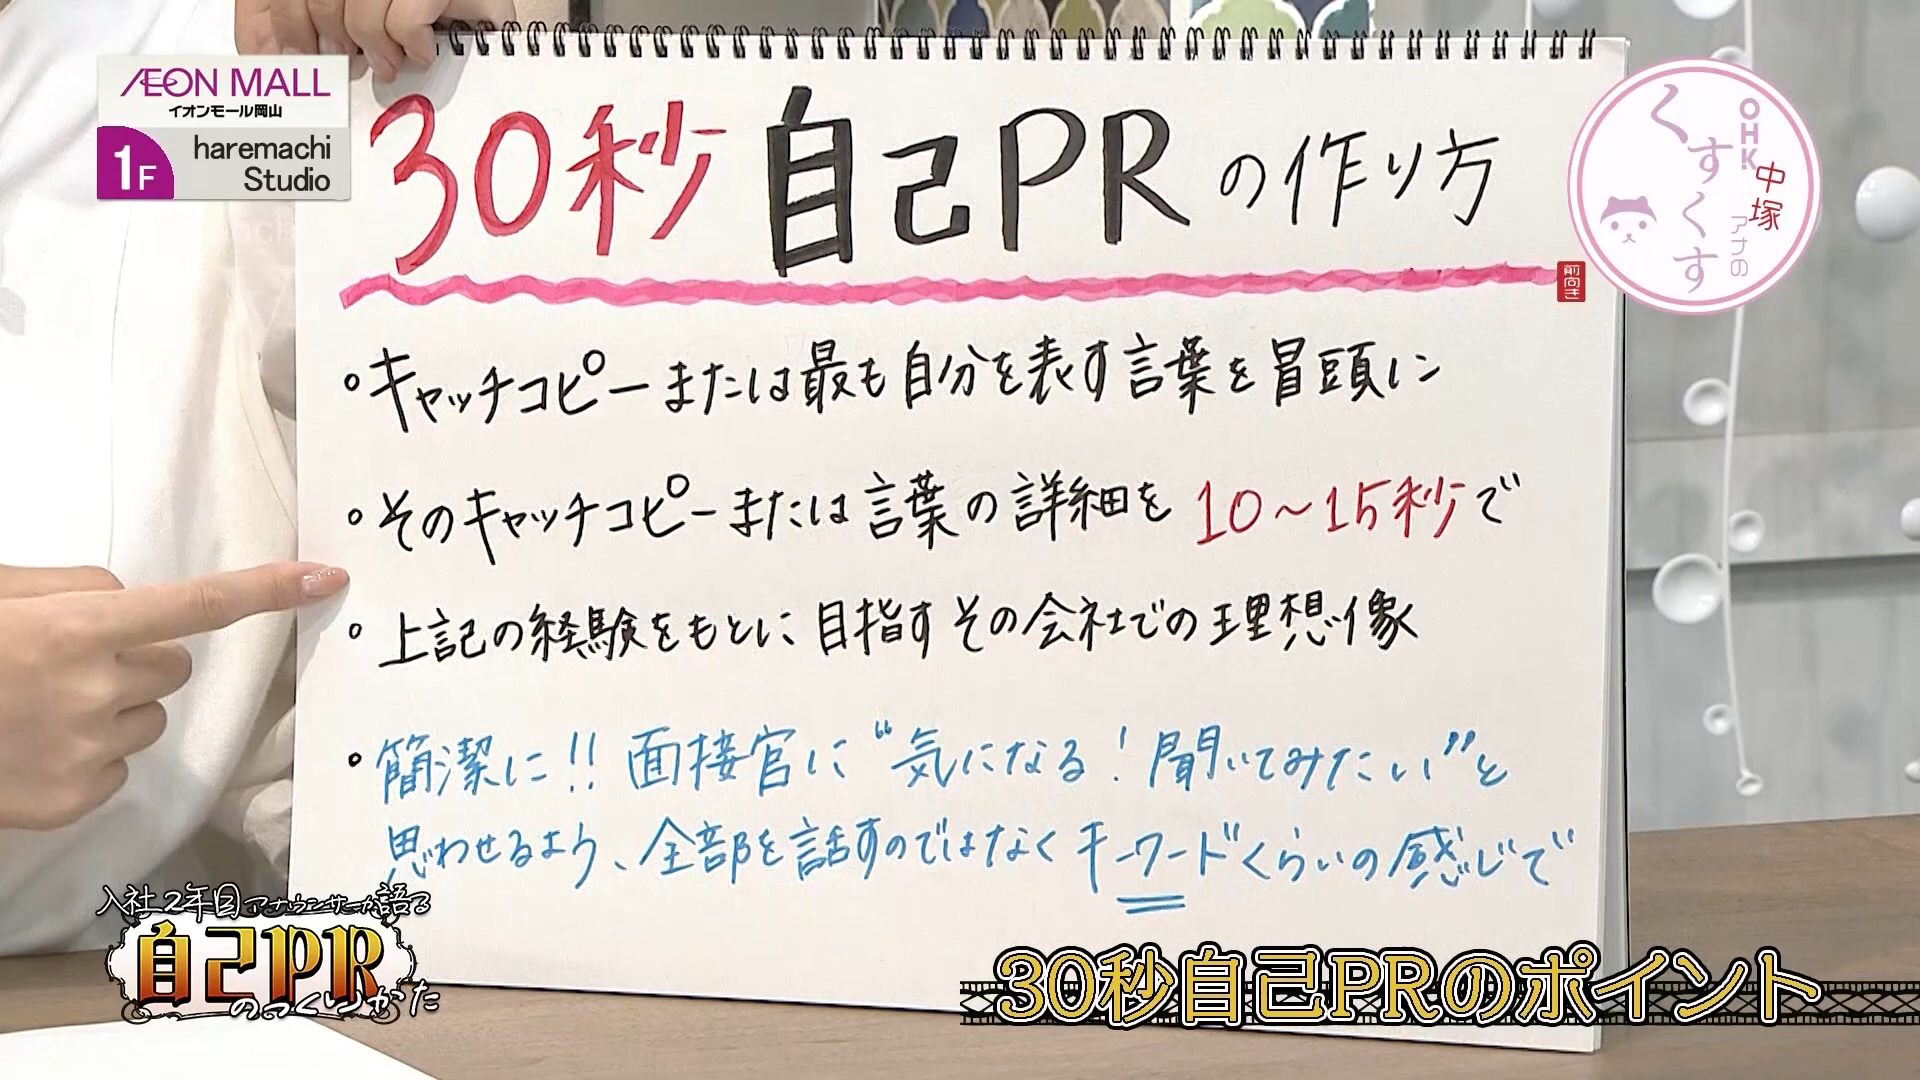 ÆON MALL
イオンモール岡山
1F
haremachi
Studio
30秒 自己PRの作り方
OHK
中塚
アナの
くすくす
前向き
・キャッチコピーまたは最も自分を表す言葉を冒頭に
・そのキャッチコピーまたは言葉の詳細を10～15秒で
・上記の経験をもとに目指すその会社での理想像
・簡潔に!!面接官に“気になる!聞いてみたい”と
思わせるよう、全部を話すのではなくキーワードくらいの感じで
入社2年目アナウンサーが語る
自己PR
のつくりかた
30秒自己PRのポイント